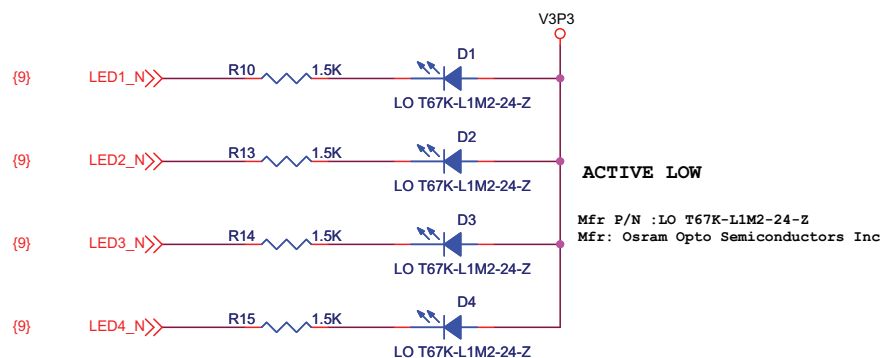 V3P3
{9} LED1_N R10 1.5K D1
LO T67K-L1M2-24-Z
{9} LED2_N R13 1.5K D2
LO T67K-L1M2-24-Z
ACTIVE LOW
Mfr P/N :LO T67K-L1M2-24-Z
Mfr: Osram Opto Semiconductors Inc
{9} LED3_N R14 1.5K D3
LO T67K-L1M2-24-Z
{9} LED4_N R15 1.5K D4
LO T67K-L1M2-24-Z